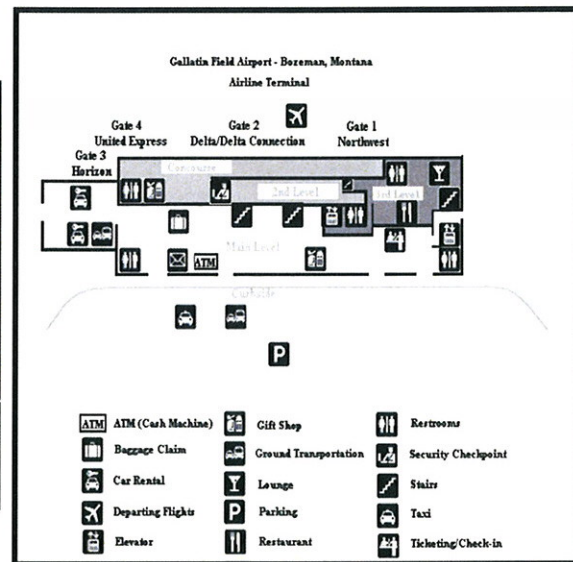 Gallatin Field Airport - Bozeman, Montana
Airline Terminal
Gate 4
United Express
Gate 2
Delta/Delta Connection
Gate 1
Northwest
Gate 3
Horizon
Concourse
2nd Level
3rd Level
Main Level
ATM
Curbside
P
ATM ATM (Cash Machine)
Gift Shop
Restrooms
Baggage Claim
Ground Transportation
Security Checkpoint
Car Rental
Lounge
Stairs
Departing Flights
P Parking
Taxi
Elevator
Restaurant
Ticketing/Check-in